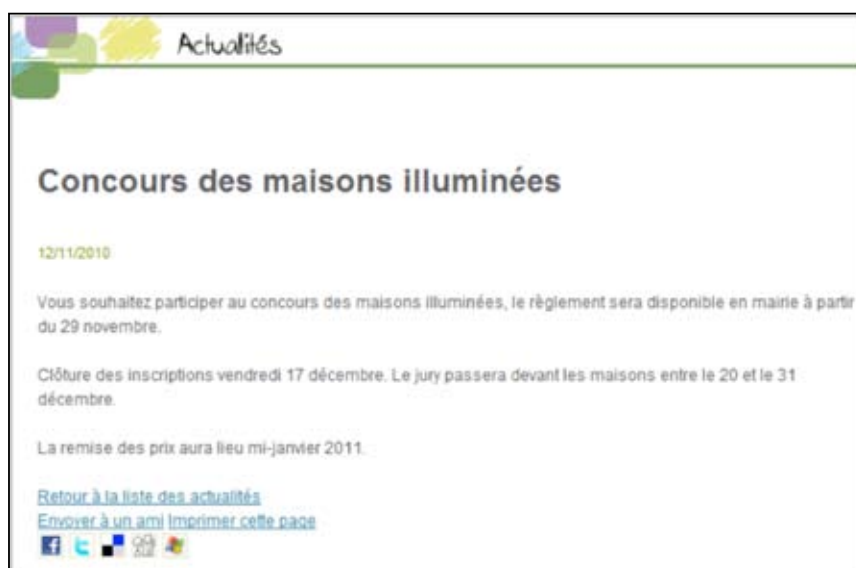 Actualités
Concours des maisons illuminées
12/11/2010
Vous souhaitez participer au concours des maisons illuminées, le règlement sera disponible en mairie à partir
du 29 novembre.
Clôture des inscriptions vendredi 17 décembre. Le jury passera devant les maisons entre le 20 et le 31
décembre.
La remise des prix aura lieu mi-janvier 2011.
Retour à la liste des actualités
Envoyer à un ami Imprimer cette page